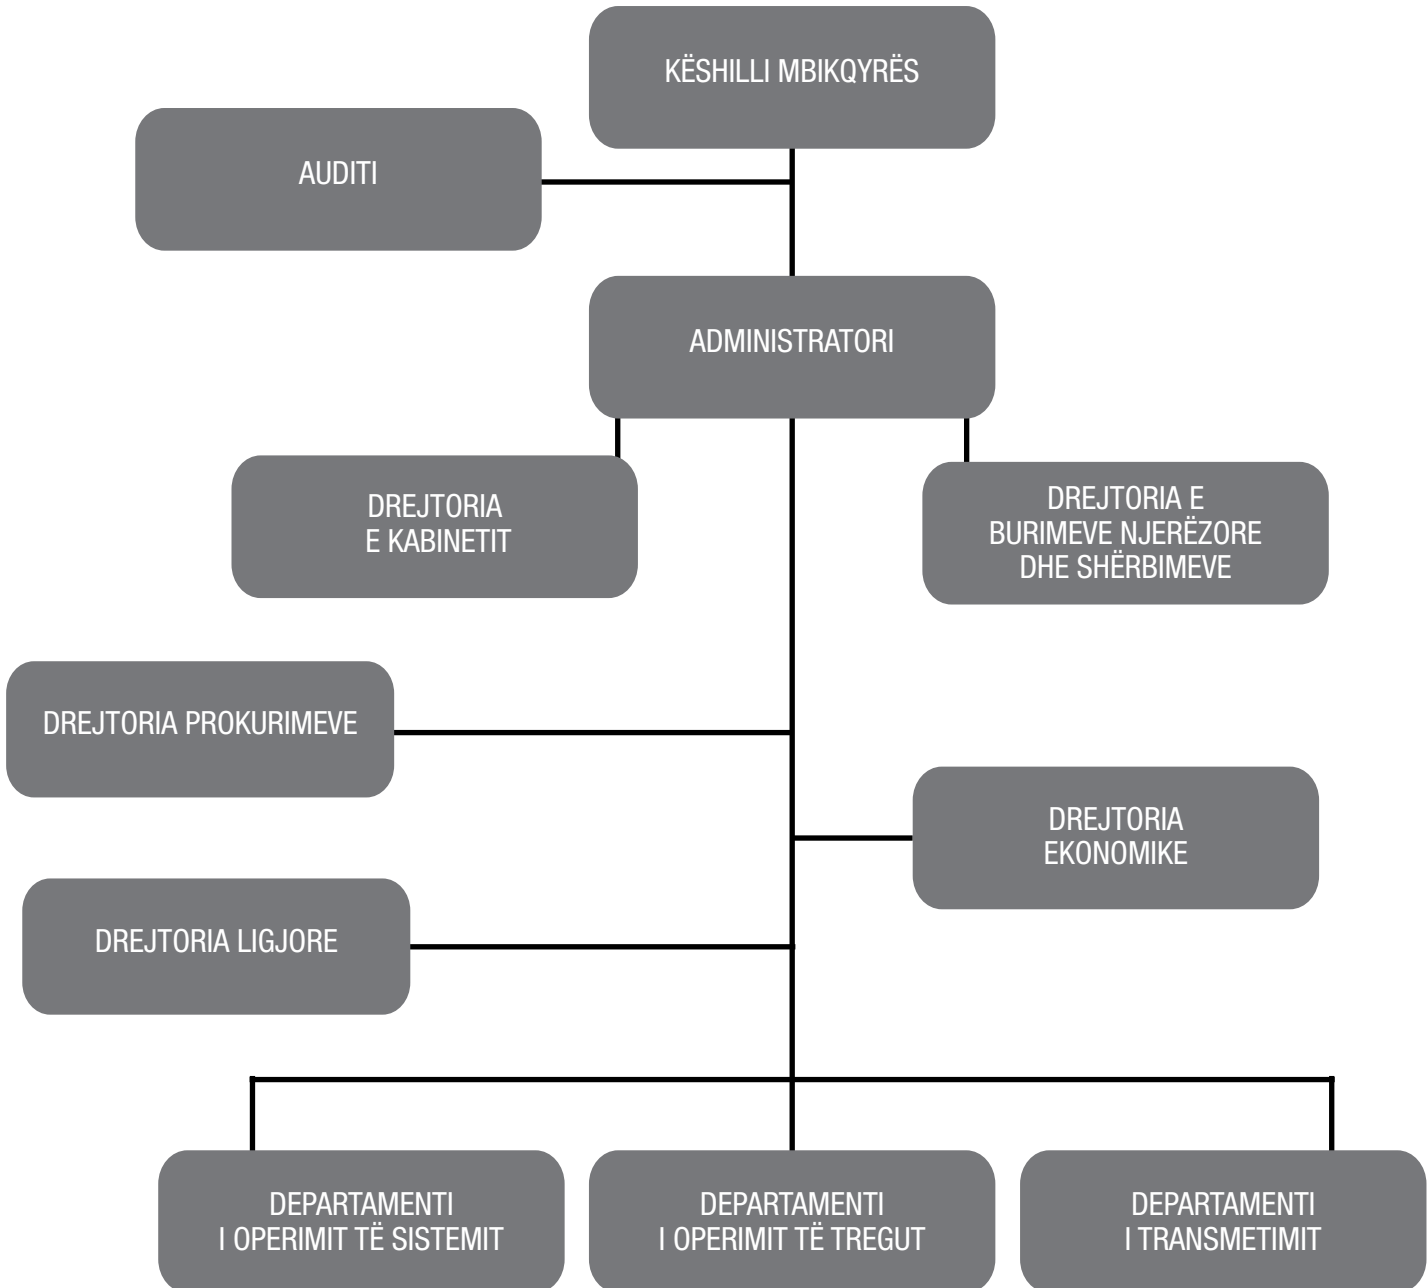 KËSHILLI MBIKQYRËS
AUDITI
ADMINISTRATORI
DREJTORIA
E KABINETIT
DREJTORIA E
BURIMEVE NJERËZORE
DHE SHËRBIMEVE
DREJTORIA PROKURIMEVE
DREJTORIA
EKONOMIKE
DREJTORIA LIGJORE
DEPARTAMENTI
I OPERIMIT TË SISTEMIT
DEPARTAMENTI
I OPERIMIT TË TREGUT
DEPARTAMENTI
I TRANSMETIMIT